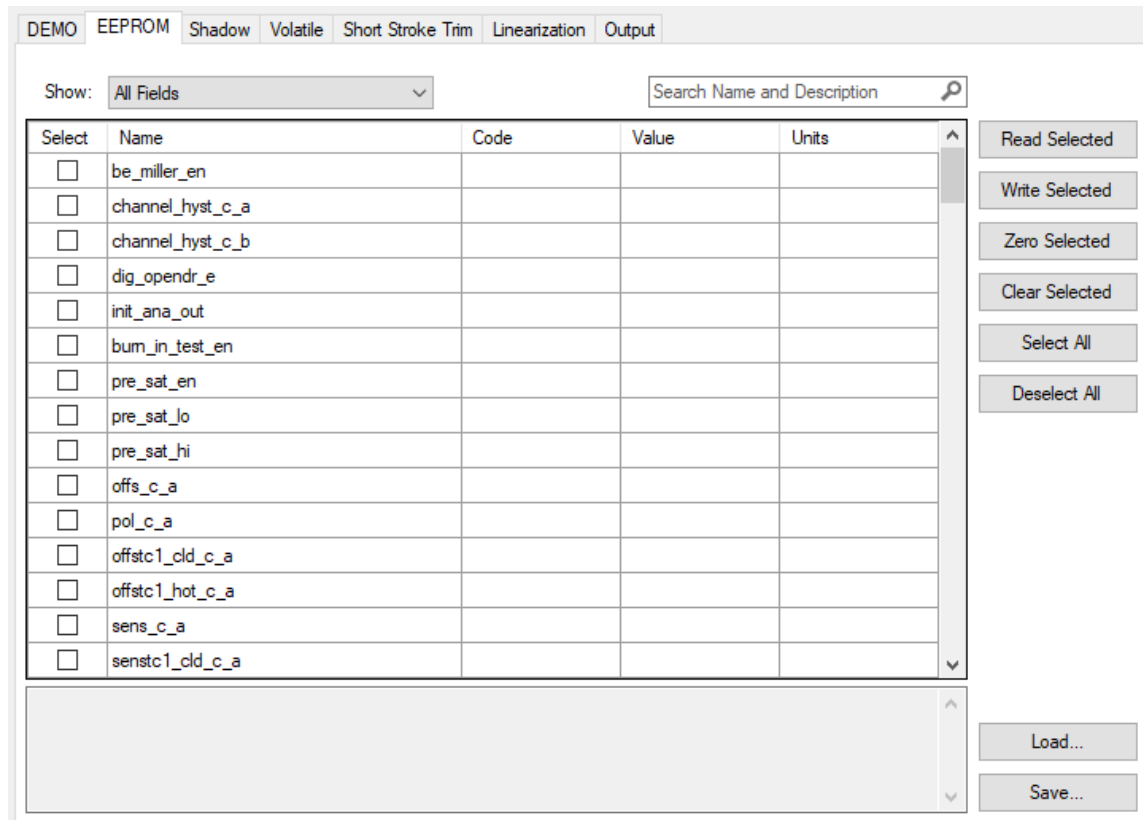 DEMO EEPROM Shadow Volatile Short Stroke Trim Linearization Output
Show: All Fields Search Name and Description
Select Name Code Value Units
be_miller_en
channel_hyst_c_a
channel_hyst_c_b
dig_opendr_e
init_ana_out
burn_in_test_en
pre_sat_en
pre_sat_lo
pre_sat_hi
offs_c_a
pol_c_a
offstc1_cld_c_a
offstc1_hot_c_a
sens_c_a
senstc1_cld_c_a
Read Selected
Write Selected
Zero Selected
Clear Selected
Select All
Deselect All
Load...
Save...